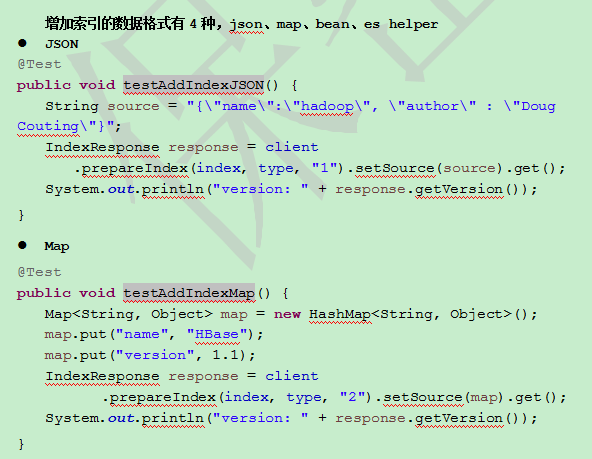 增加索引的数据格式有 4 种，json、map、bean、es helper
● JSON
@Test
public void testAddIndexJSON() {
String source = "{\"name\":\"hadoop\", \"author\" : \"Doug
Couting\"}";
IndexResponse response = client
.prepareIndex(index, type, "1").setSource(source).get();
System.out.println("version: " + response.getVersion());
}
● Map
@Test
public void testAddIndexMap() {
Map<String, Object> map = new HashMap<String, Object>();
map.put("name", "HBase");
map.put("version", 1.1);
IndexResponse response = client
.prepareIndex(index, type, "2").setSource(map).get();
System.out.println("version: " + response.getVersion());
}